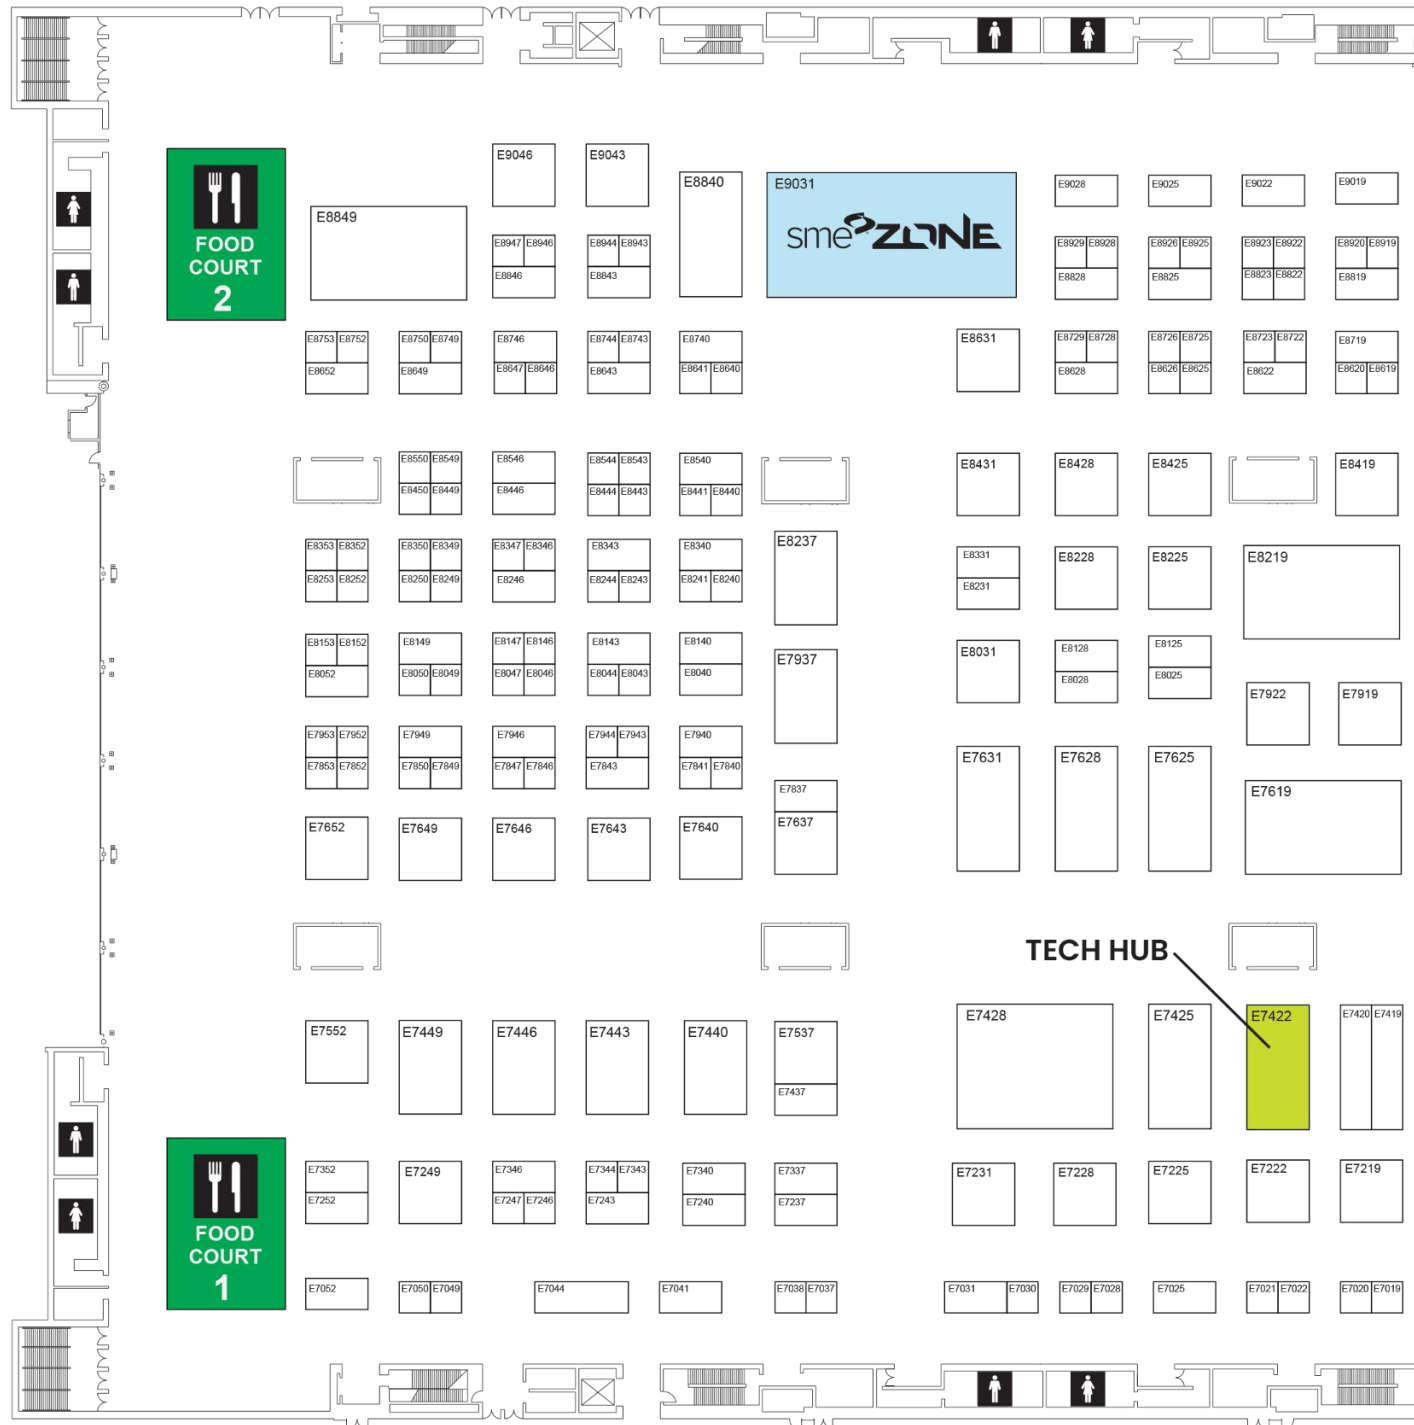 E9046 E9043
E8840 E9031 E9028 E9025 E9022 E9019
FOOD
COURT
2
E8849
sme ZONE
E8947 E8946 E8944 E8943 E8929 E8928 E8926 E8925 E8923 E8922 E8920 E8919
E8846 E8843 E8828 E8825 E8823 E8822 E8819
E8753 E8752 E8750 E8749 E8746 E8744 E8743 E8740 E8631 E8729 E8728 E8726 E8725 E8723 E8722 E8719
E8652 E8649 E8647 E8646 E8643 E8641 E8640 E8628 E8626 E8625 E8622 E8620 E8619
E8550 E8549 E8546 E8544 E8543 E8540 E8431 E8428 E8425 E8419
E8450 E8449 E8446 E8444 E8443 E8441 E8440
E8237
E8353 E8352 E8350 E8349 E8347 E8346 E8343 E8340 E8331 E8228 E8225 E8219
E8253 E8252 E8250 E8249 E8246 E8244 E8243 E8241 E8240 E8231
E8153 E8152 E8149 E8147 E8146 E8143 E8140 E7937 E8031 E8128 E8125
E8052 E8050 E8049 E8047 E8046 E8044 E8043 E8040 E8028 E8025
E7922 E7919
E7953 E7952 E7949 E7946 E7944 E7943 E7940 E7631 E7628 E7625
E7853 E7852 E7850 E7849 E7847 E7846 E7843 E7841 E7840
E7837 E7619
E7652 E7649 E7646 E7643 E7640 E7637
TECH HUB
E7428 E7425 E7422 E7420 E7419
E7552 E7449 E7446 E7443 E7440 E7537
E7437
E7352 E7249 E7346 E7344 E7343 E7340 E7337 E7231 E7228 E7225 E7222 E7219
E7252 E7247 E7246 E7243 E7240 E7237
FOOD
COURT
1
E7052 E7050 E7049 E7044 E7041 E7038 E7037 E7031 E7030 E7029 E7028 E7025 E7021 E7022 E7020 E7019